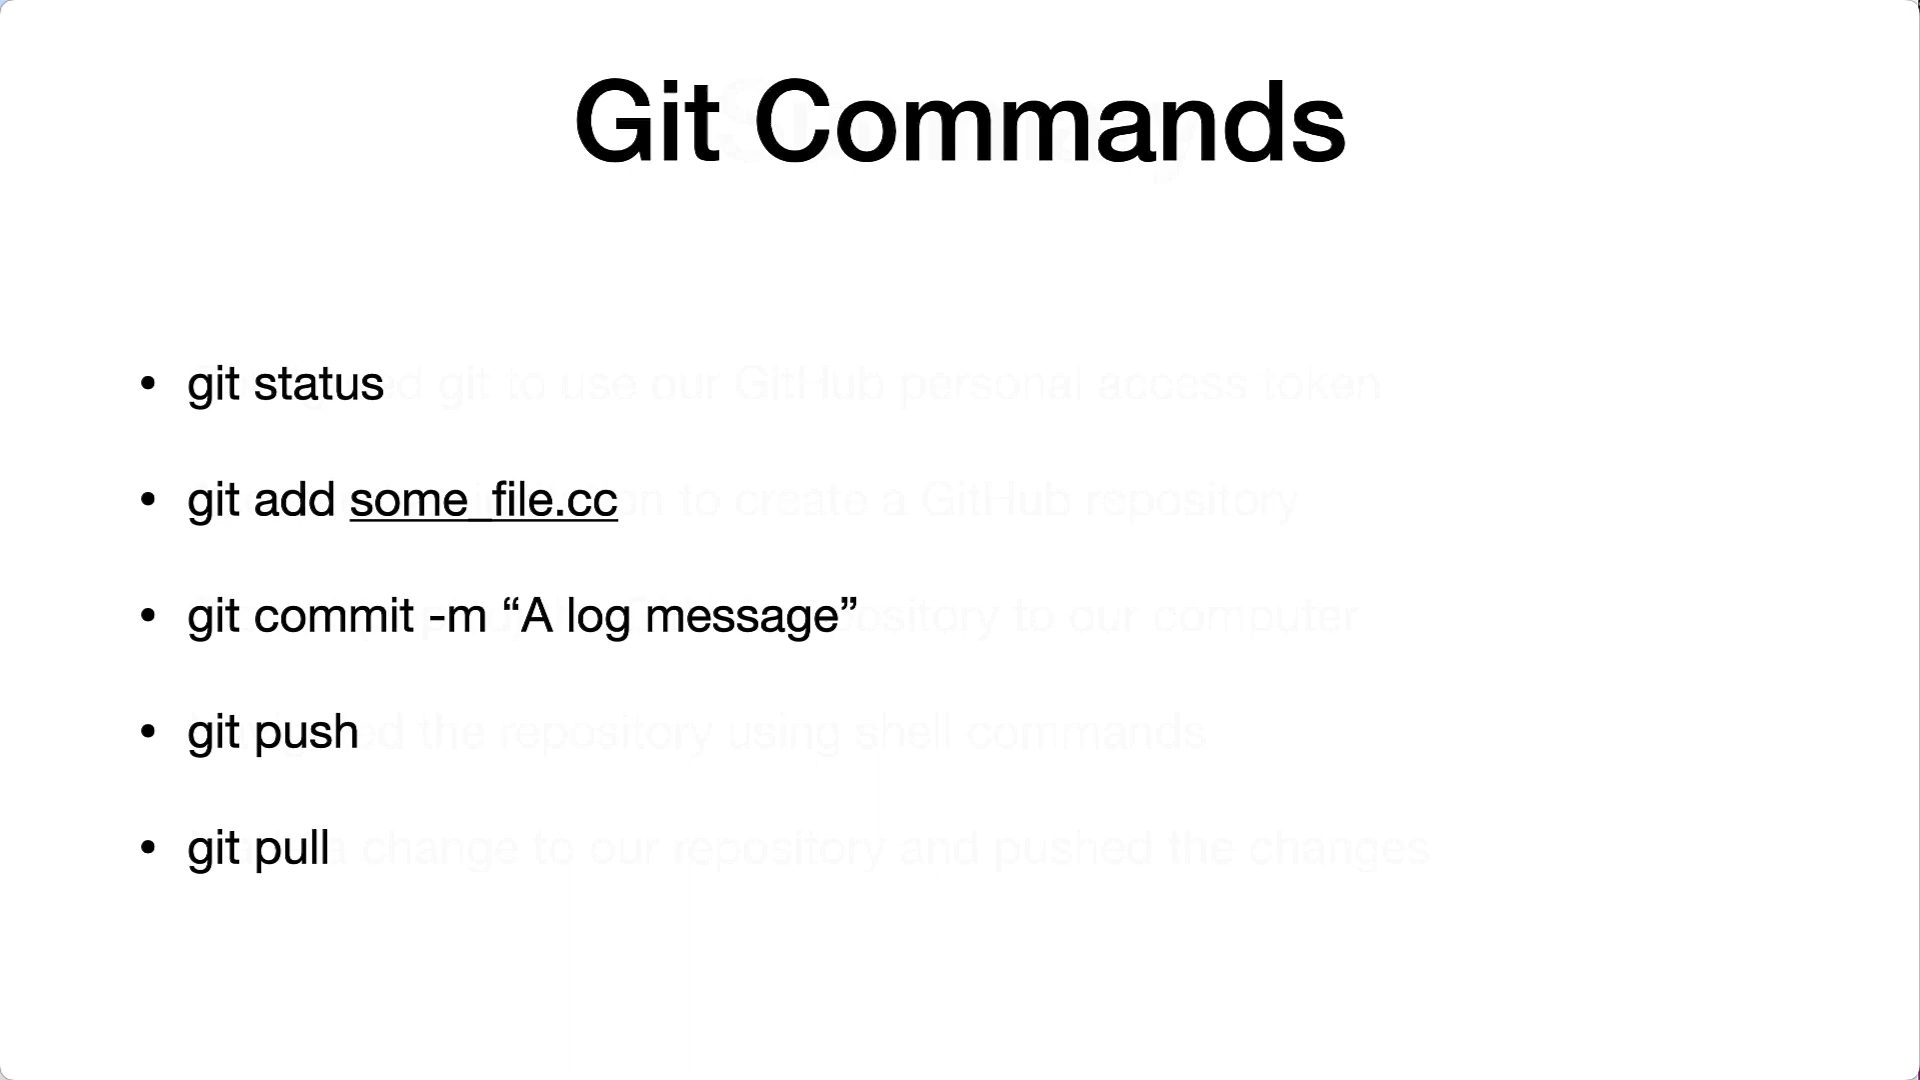 Git Commands
• git status
• git add some_file.cc
• git commit -m “A log message”
• git push
• git pull